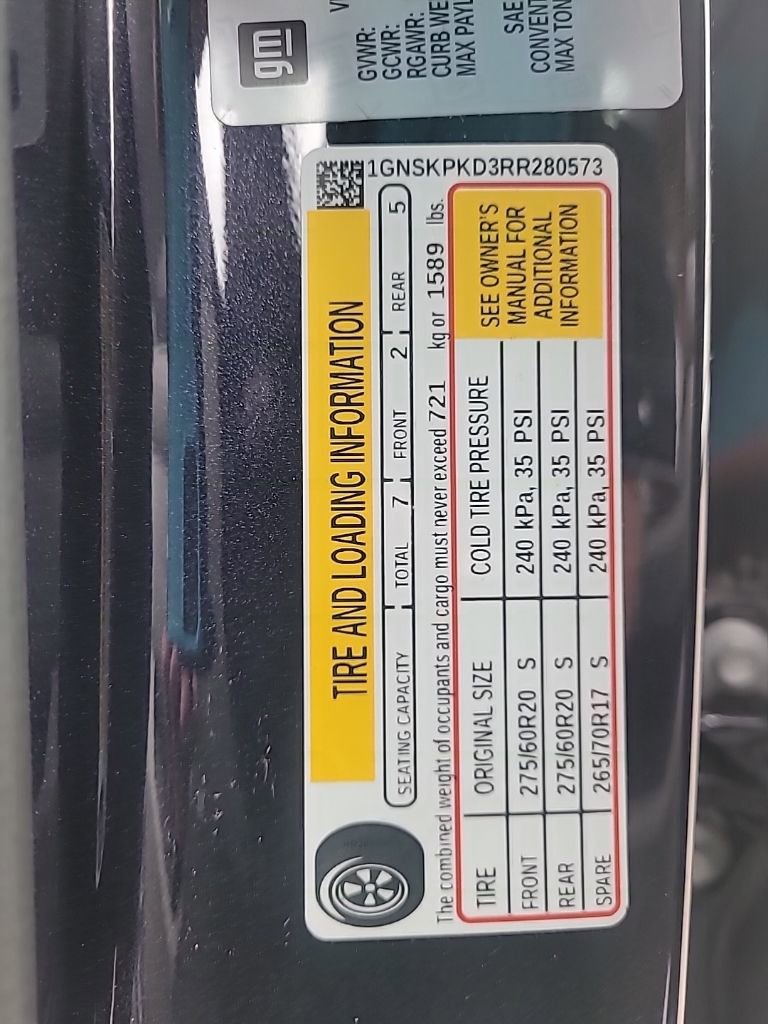 gm
GVWR:
GCWR:
RGAWR:
CURB WE
MAX PAYL
SAE
CONVENT
MAX TON
1GNSKPKD3RR280573
TIRE AND LOADING INFORMATION
SEATING CAPACITY TOTAL 7 FRONT 2 REAR 5
The combined weight of occupants and cargo must never exceed 721 kg or 1589 lbs.
TIRE ORIGINAL SIZE COLD TIRE PRESSURE
FRONT 275/60R20 S 240 kPa, 35 PSI
REAR 275/60R20 S 240 kPa, 35 PSI
SPARE 265/70R17 S 240 kPa, 35 PSI
SEE OWNER'S
MANUAL FOR
ADDITIONAL
INFORMATION